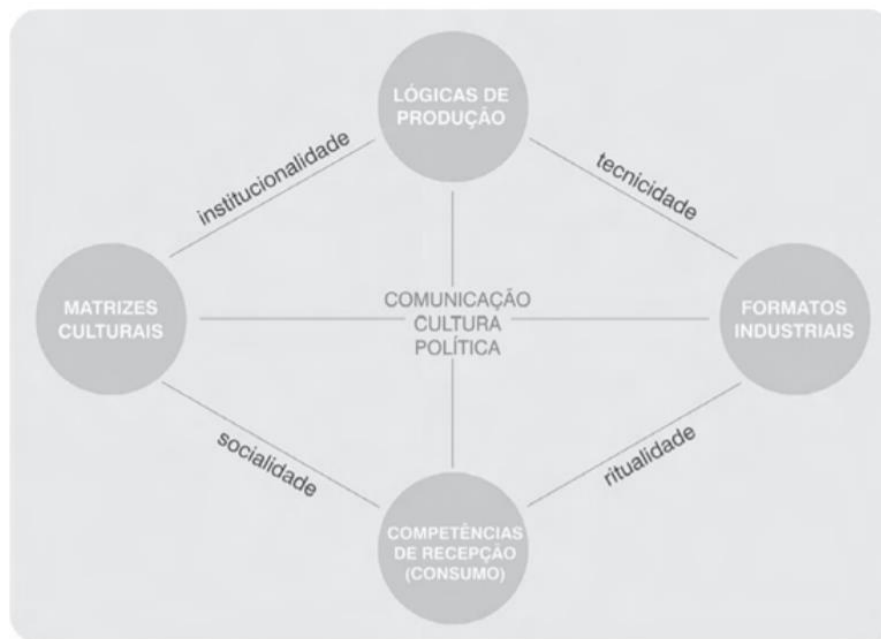 LÓGICAS DE
PRODUÇÃO
institucionalidade
tecnicidade
MATRIZES
CULTURAIS
COMUNICAÇÃO
CULTURA
POLÍTICA
FORMATOS
INDUSTRIAIS
socialidade
ritualidade
COMPETÊNCIAS
DE RECEPÇÃO
(CONSUMO)